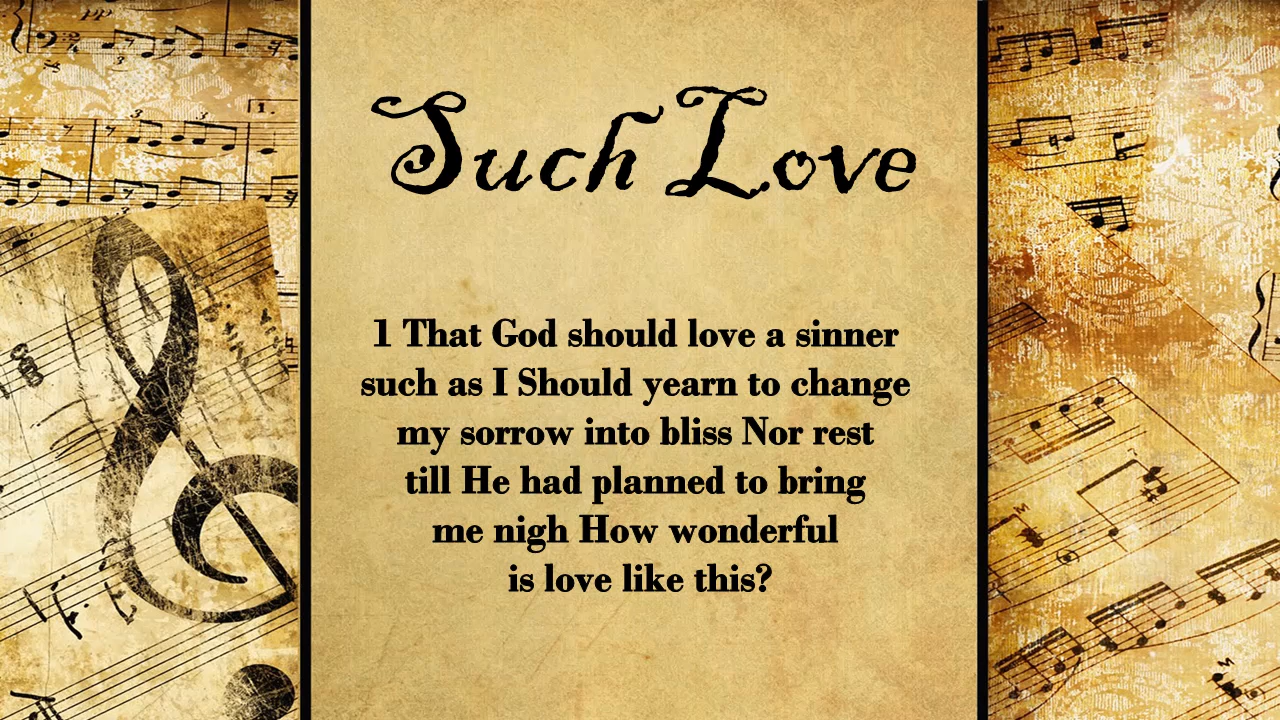 Such Love
1 That God should love a sinner
such as I Should yearn to change
my sorrow into bliss Nor rest
till He had planned to bring
me nigh How wonderful
is love like this?